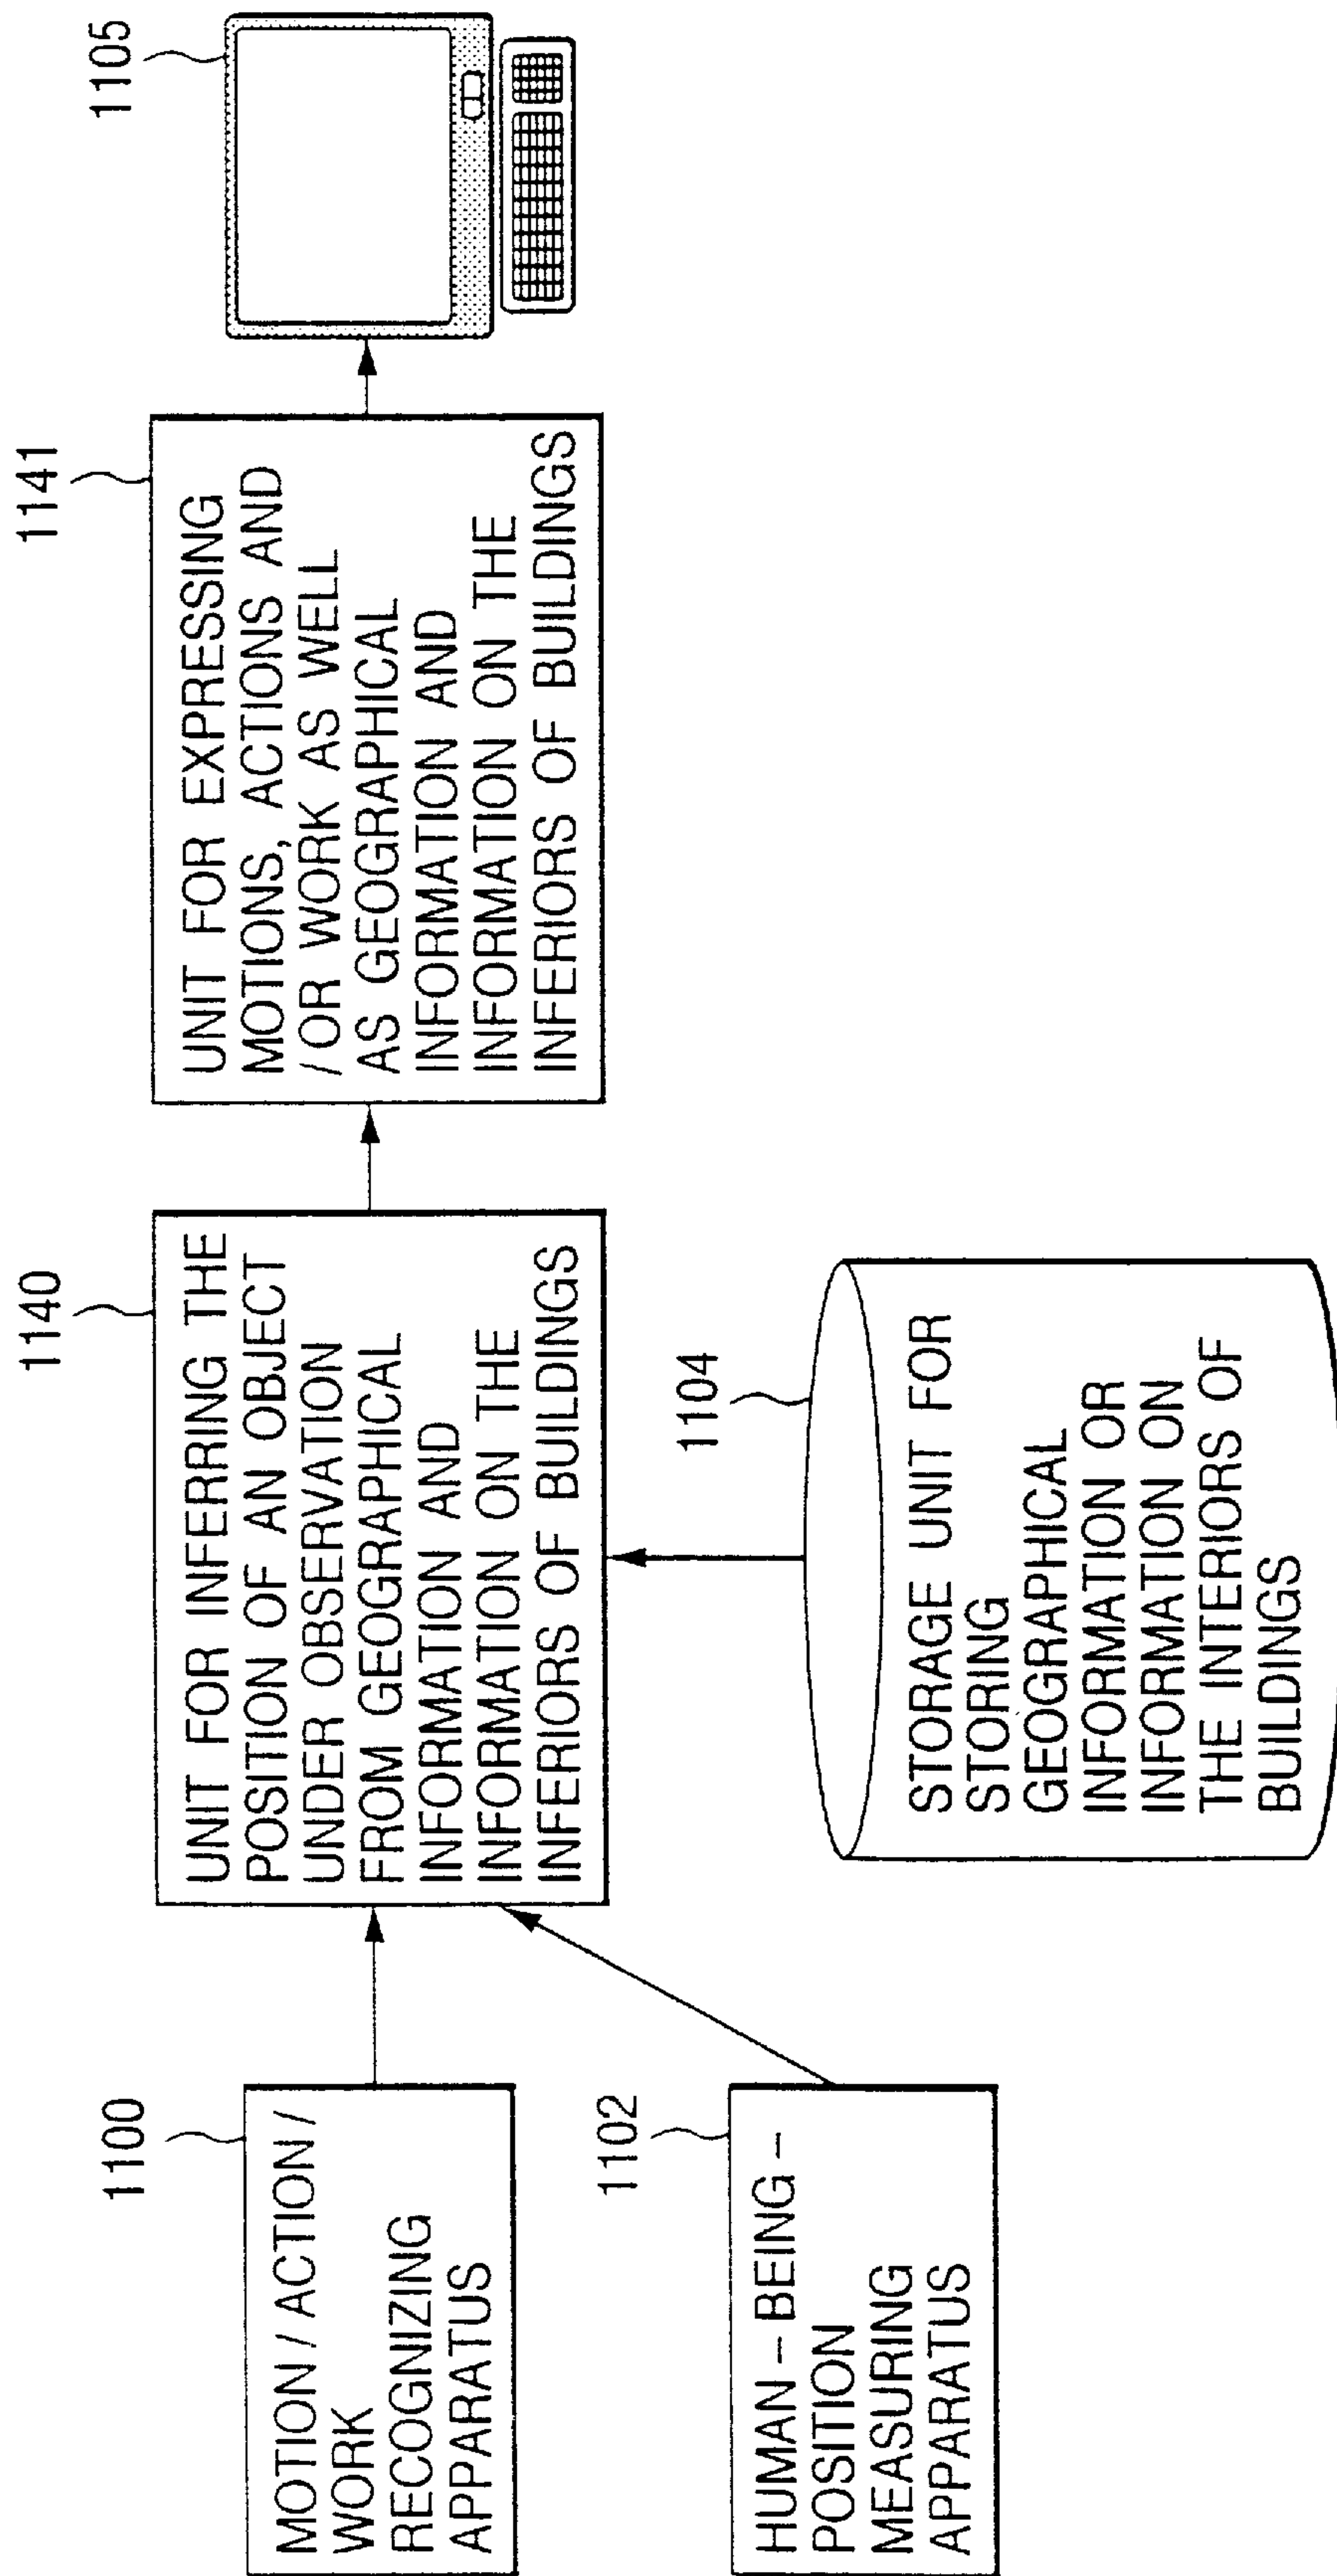 1100
MOTION / ACTION /
WORK
RECOGNIZING
APPARATUS
1102
HUMAN – BEING –
POSITION
MEASURING
APPARATUS
1140
UNIT FOR INFERRING THE
POSITION OF AN OBJECT
UNDER OBSERVATION
FROM GEOGRAPHICAL
INFORMATION AND
INFORMATION ON THE
INFERIORS OF BUILDINGS
1104
STORAGE UNIT FOR
STORING
GEOGRAPHICAL
INFORMATION OR
INFORMATION ON
THE INTERIORS OF
BUILDINGS
1141
UNIT FOR EXPRESSING
MOTIONS, ACTIONS AND
/ OR WORK AS WELL
AS GEOGRAPHICAL
INFORMATION AND
INFORMATION ON THE
INFERIORS OF BUILDINGS
1105